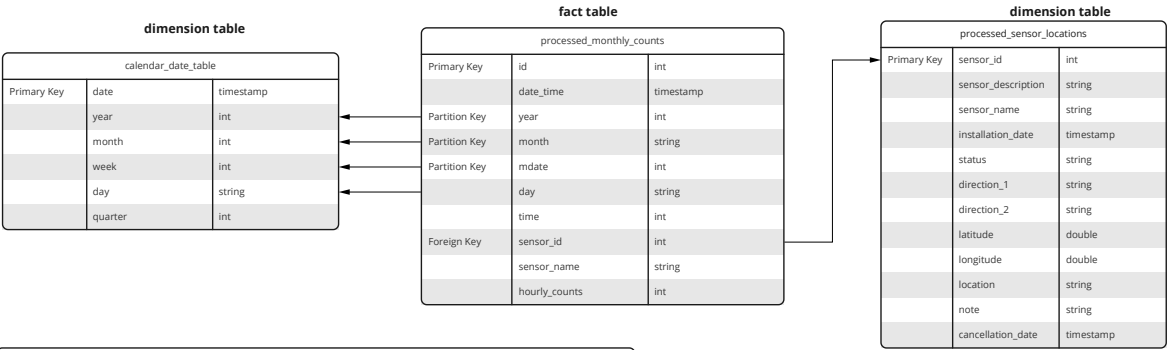 dimension table
calendar_date_table
Primary Key date timestamp
year int
month int
week int
day string
quarter int
fact table
processed_monthly_counts
Primary Key id int
date_time timestamp
Partition Key year int
Partition Key month string
Partition Key mdate int
day string
time int
Foreign Key sensor_id int
sensor_name string
hourly_counts int
dimension table
processed_sensor_locations
Primary Key sensor_id int
sensor_description string
sensor_name string
installation_date timestamp
status string
direction_1 string
direction_2 string
latitude double
longitude double
location string
note string
cancellation_date timestamp